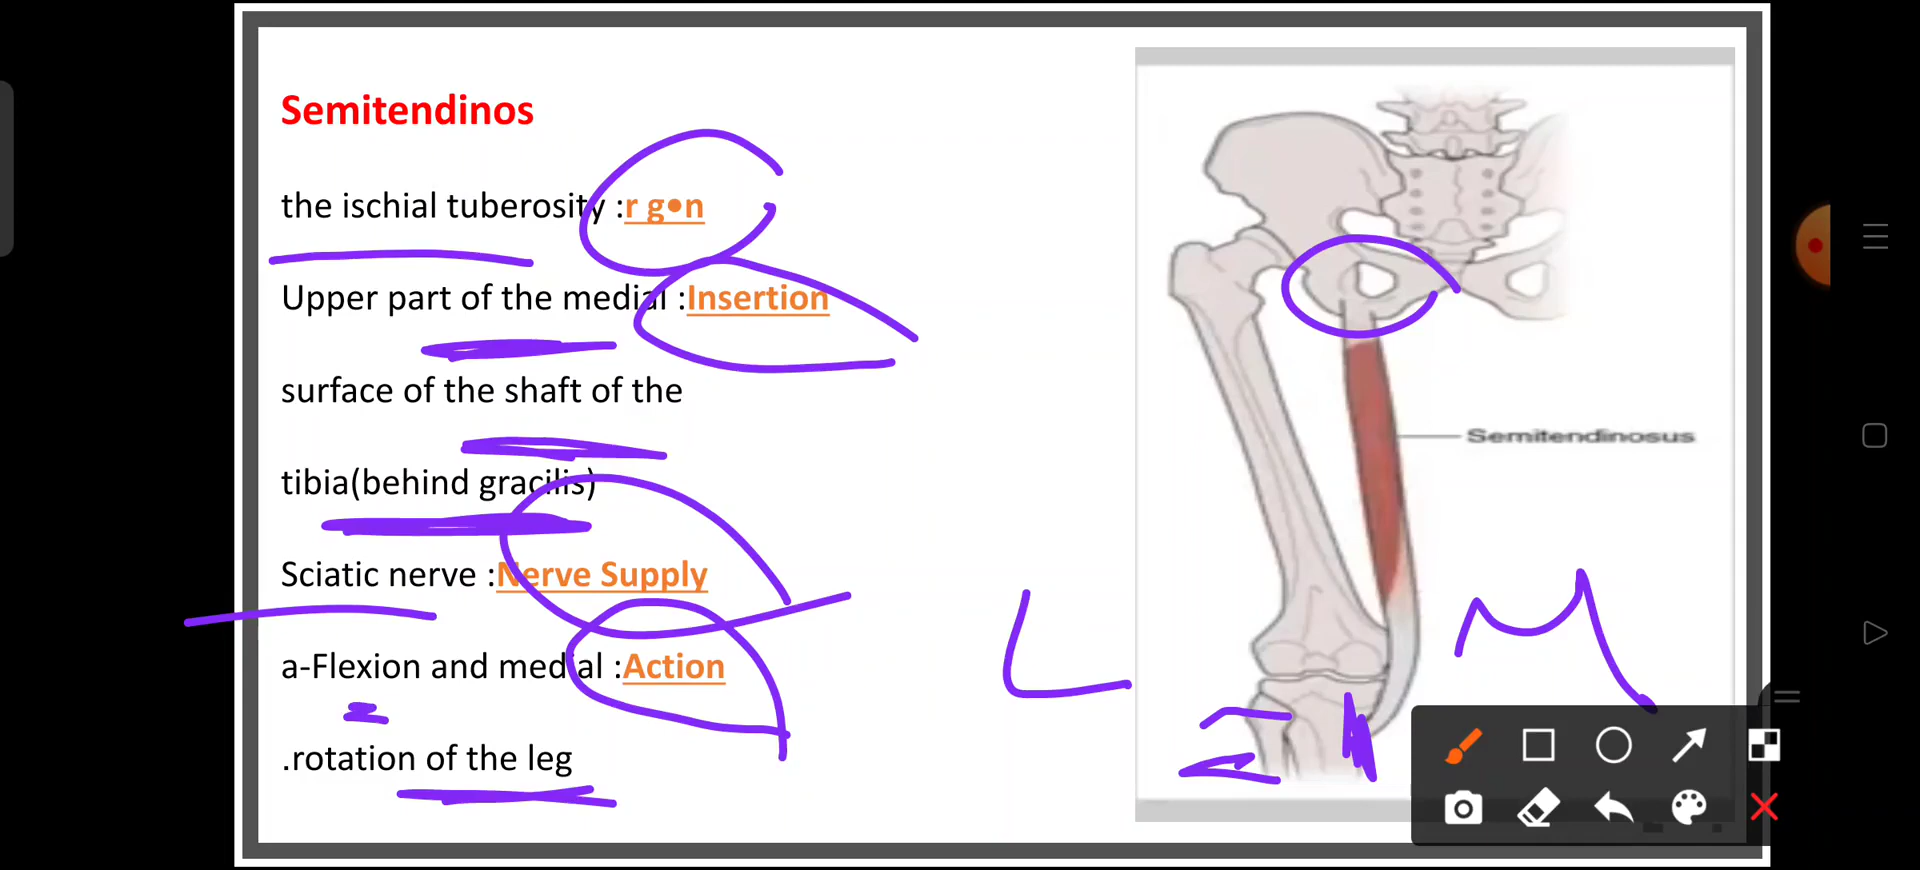 Semitendinos
the ischial tuberosity :r g•n
Upper part of the medial :Insertion
surface of the shaft of the
tibia(behind gracilis)
Sciatic nerve :Nerve Supply
a-Flexion and medial :Action
.rotation of the leg
Semitendinosus
L
M